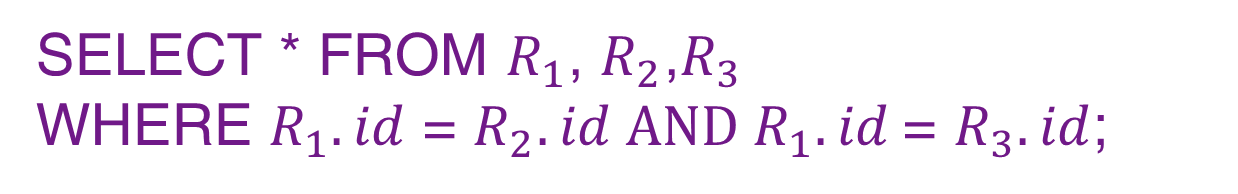 SELECT * FROM R₁, R₂,R₃
WHERE R₁.id = R₂.id AND R₁.id = R₃.id;